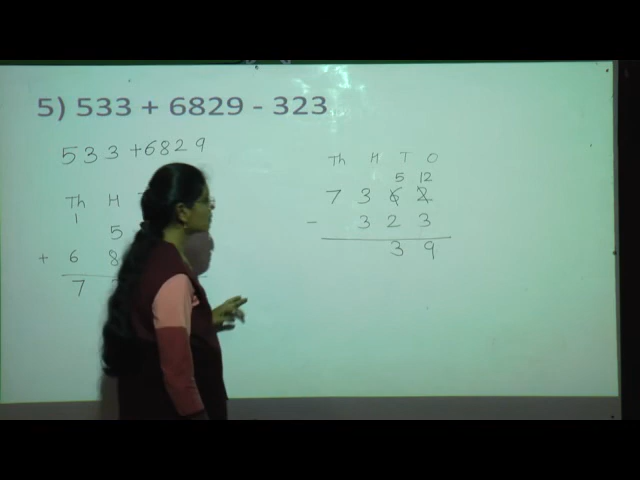 5) 533 + 6829 - 323
533 + 6829
Th H
1
5
+ 6 8
7
Th H T O
5 12
7 3 6 2
- 3 2 3
3 9